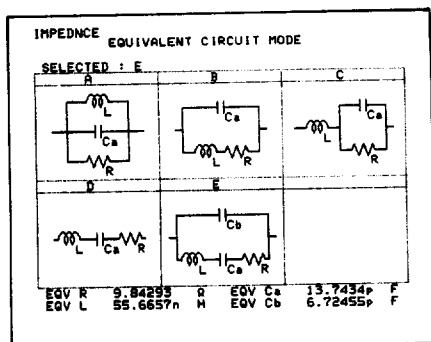 IMPEDNCE
EQUIVALENT CIRCUIT MODE
SELECTED : E
A B C
L
Ca
R
Ca
L R
Ca
L
R
D E
L Ca R
Cb
L Ca R
EQV R 9.84293 Ω EQV Ca 13.7434p F
EQV L 55.6657n H EQV Cb 6.72455p F